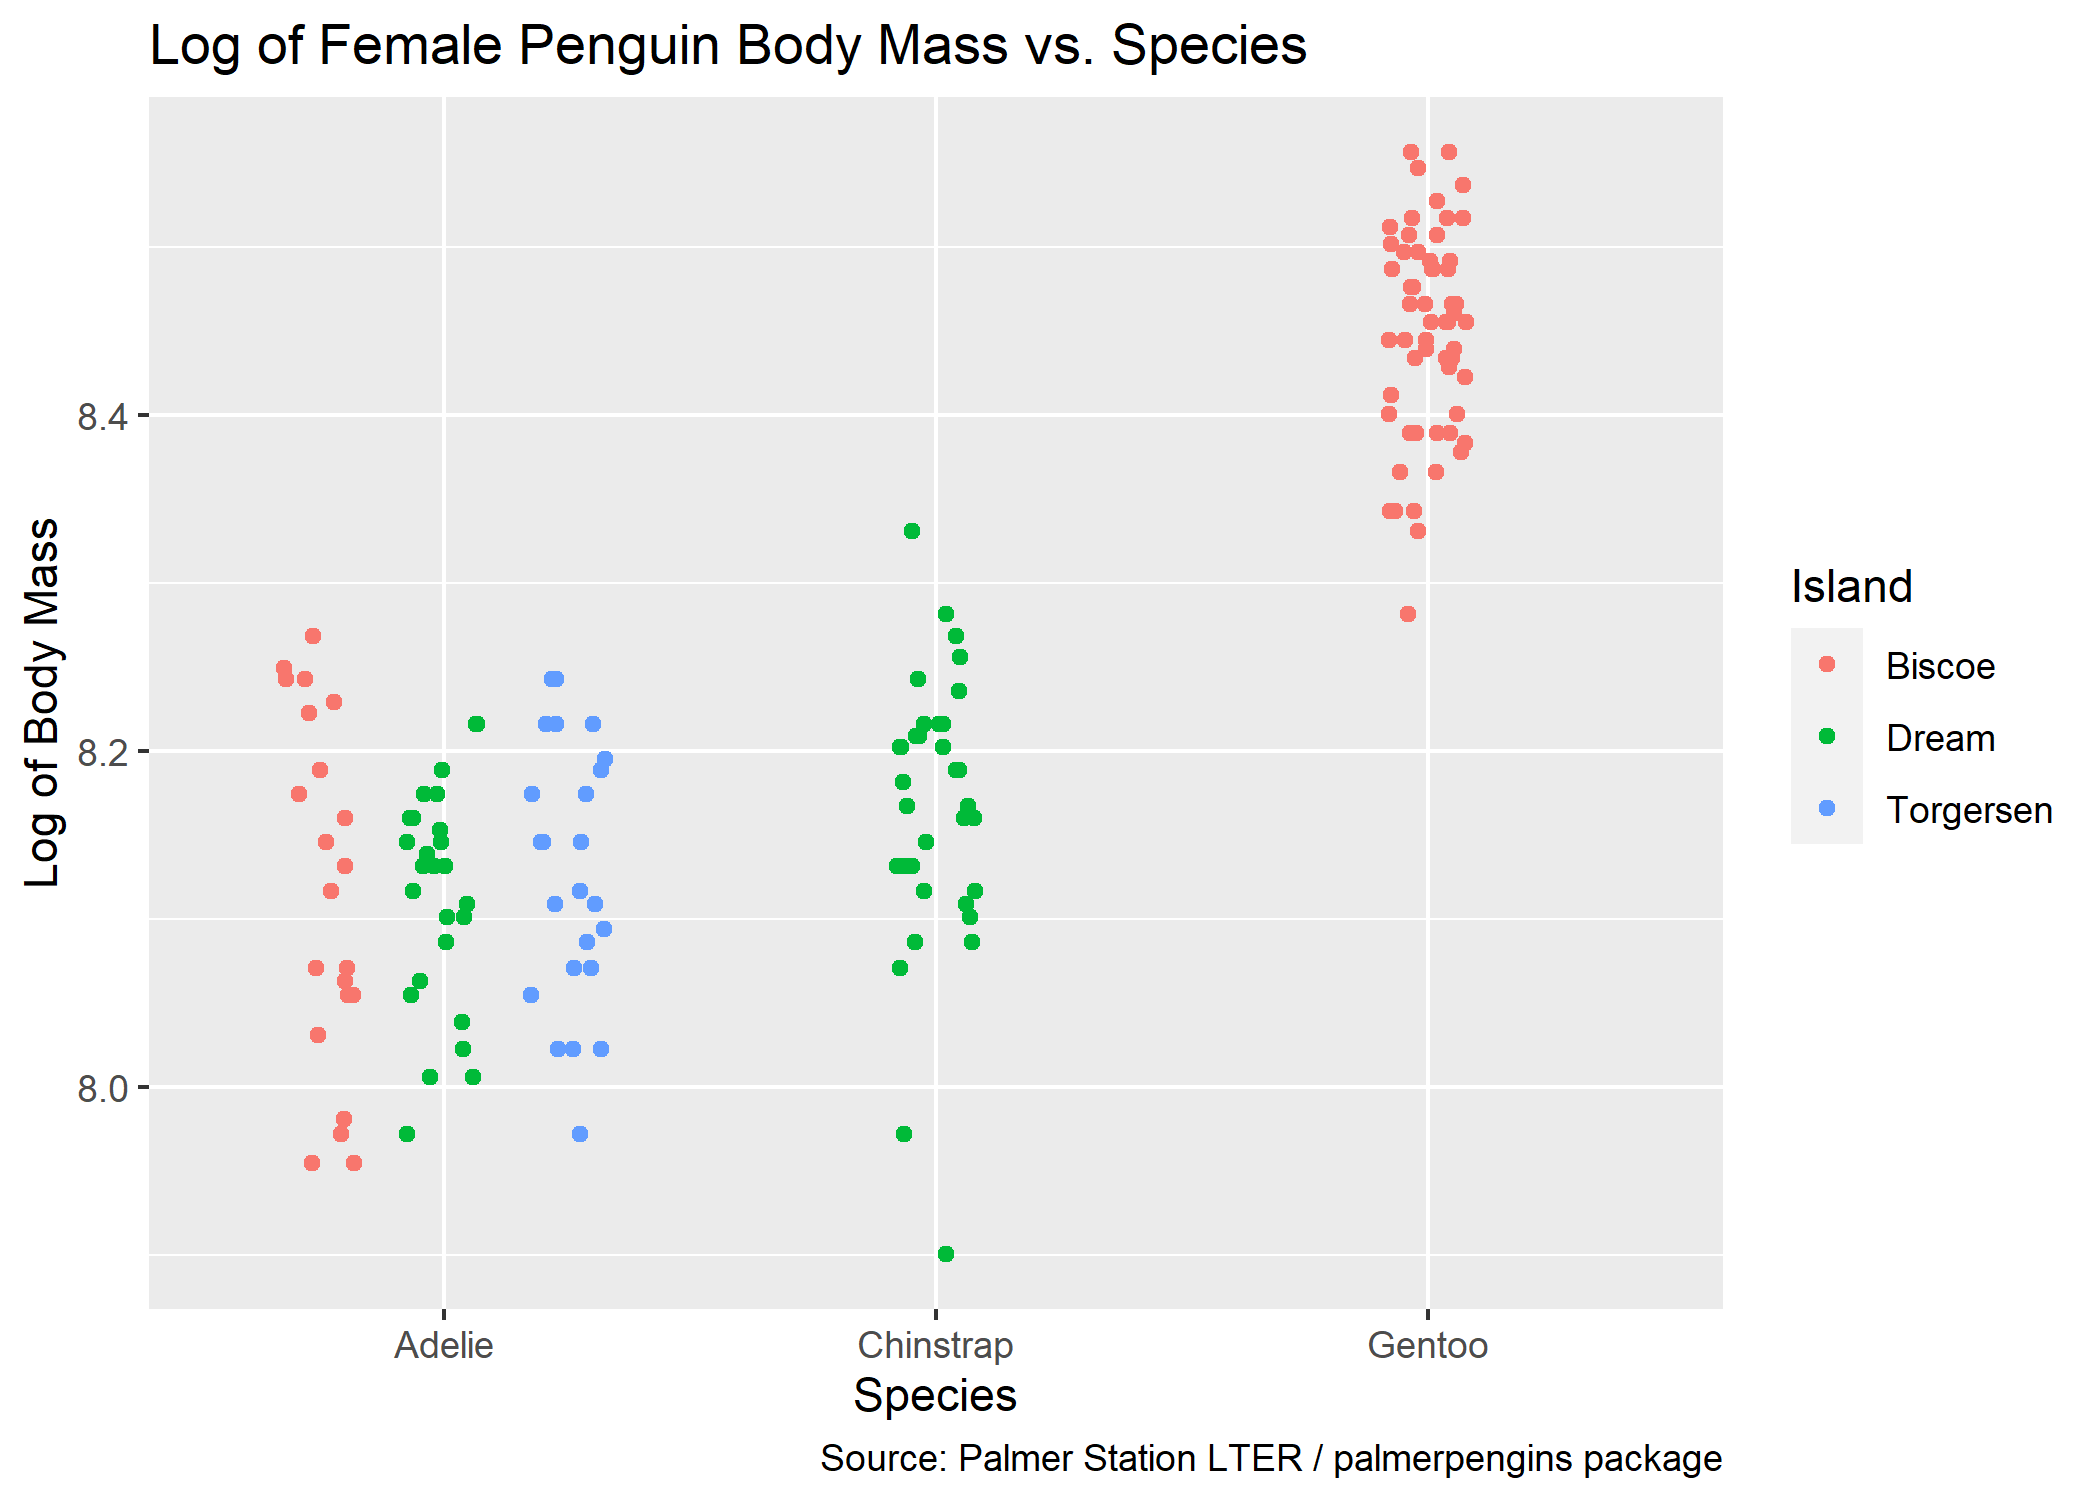 Log of Female Penguin Body Mass vs. Species
Log of Body Mass
8.4
8.2
8.0
Adelie
Chinstrap
Gentoo
Species
Island
Biscoe
Dream
Torgersen
Source: Palmer Station LTER / palmerpengins package